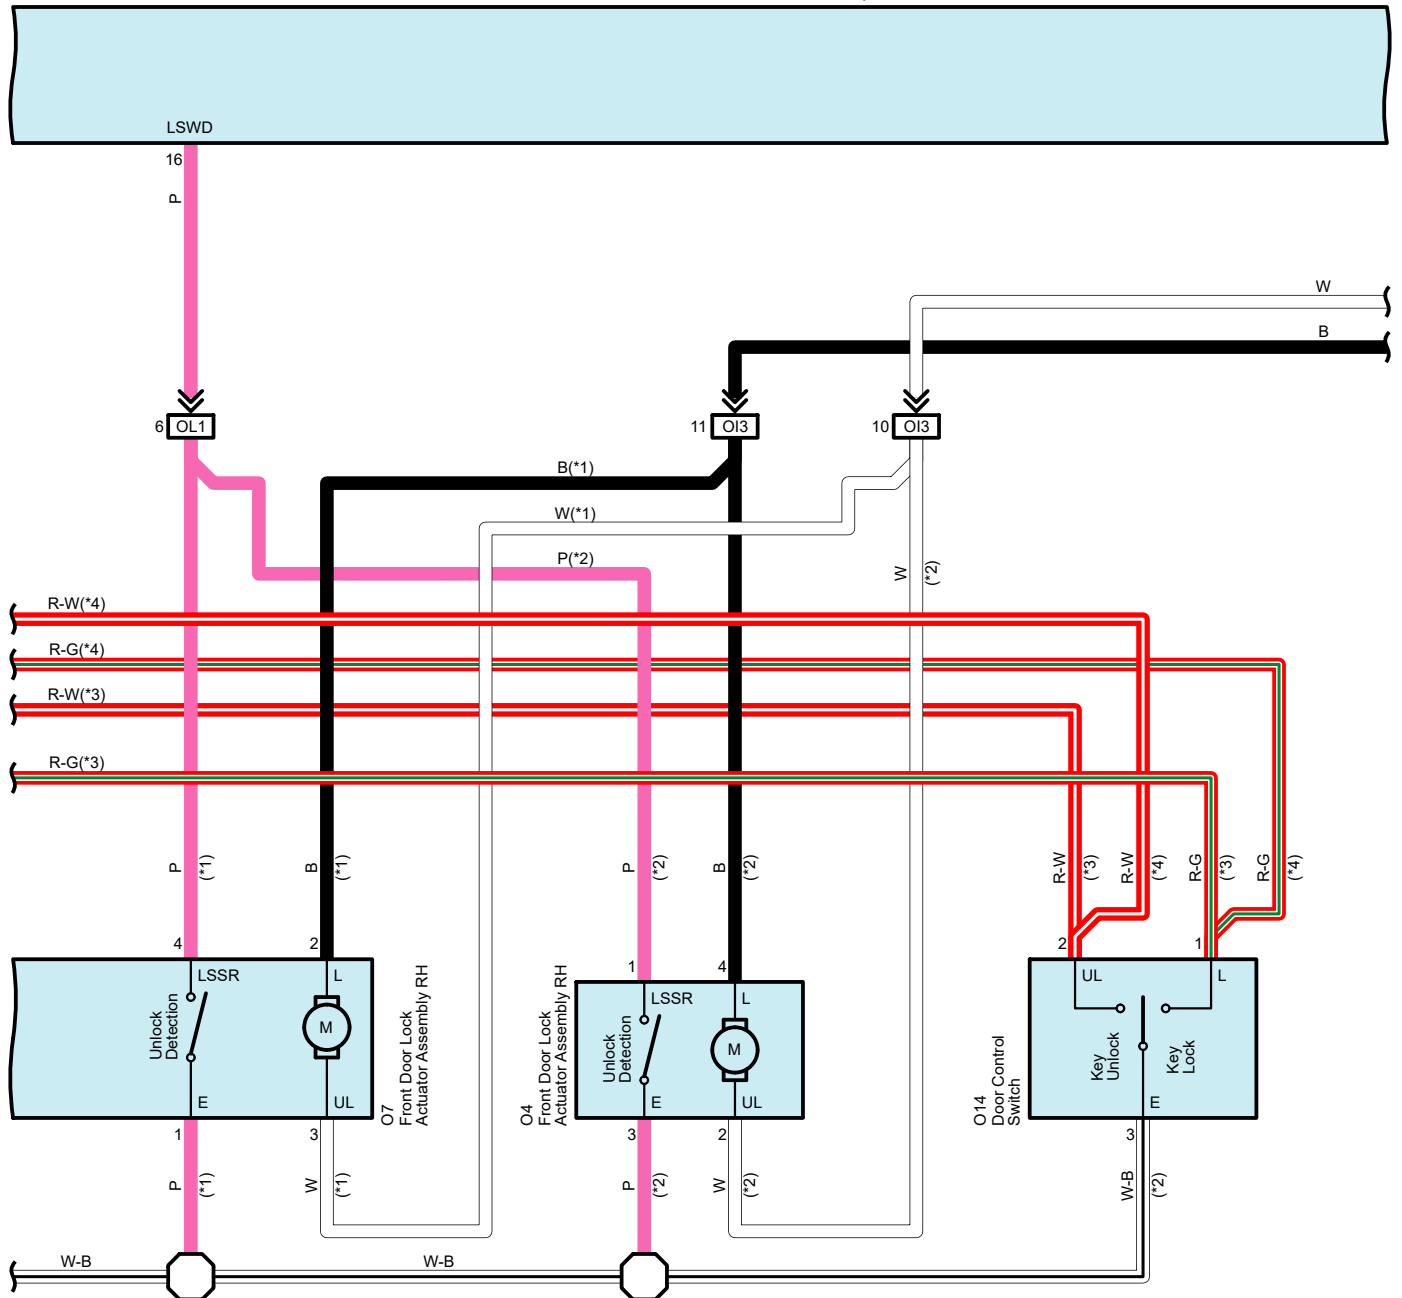 LSWD
16
P
W
B
6 OL1
11 OI3
10 OI3
B(*1)
W(*1)
P(*2)
W
(*2)
R-W(*4)
R-G(*4)
R-W(*3)
R-G(*3)
P
(*1)
B
(*1)
P
(*2)
B
(*2)
R-W
(*3)
R-W
(*4)
R-G
(*3)
R-G
(*4)
4
2
1
4
2
1
LSSR
L
Unlock
Detection
M
E
UL
O7
Front Door Lock
Actuator Assembly RH
LSSR
L
Unlock
Detection
M
E
UL
O4
Front Door Lock
Actuator Assembly RH
UL
L
Key
Unlock
Key
Lock
E
O14
Door Control
Switch
1
3
3
2
3
P
(*1)
W
(*1)
P
(*2)
W
(*2)
W-B
(*2)
W-B
W-B